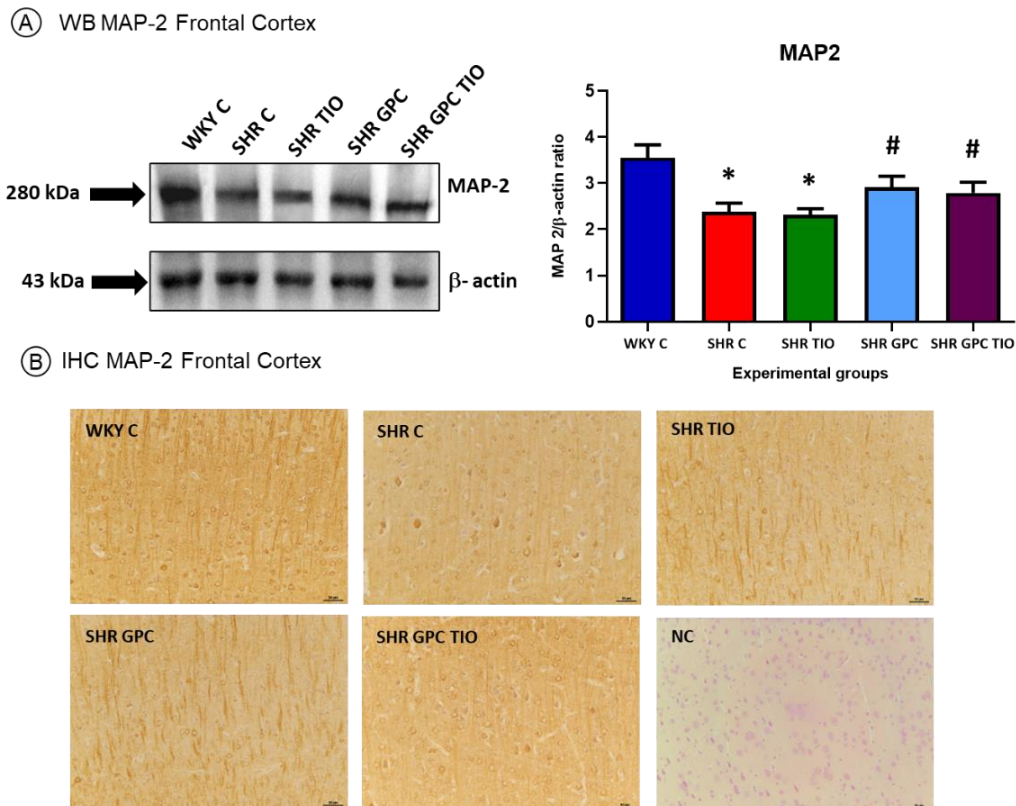 A WB MAP-2 Frontal Cortex
WKY C
SHR C
SHR TIO
SHR GPC
SHR GPC TIO
280 kDa
MAP-2
43 kDa
β- actin
MAP2
MAP 2/β-actin ratio
5
4
3
2
1
0
* * # #
WKY C SHR C SHR TIO SHR GPC SHR GPC TIO
Experimental groups
B IHC MAP-2 Frontal Cortex
WKY C
SHR C
SHR TIO
SHR GPC
SHR GPC TIO
NC